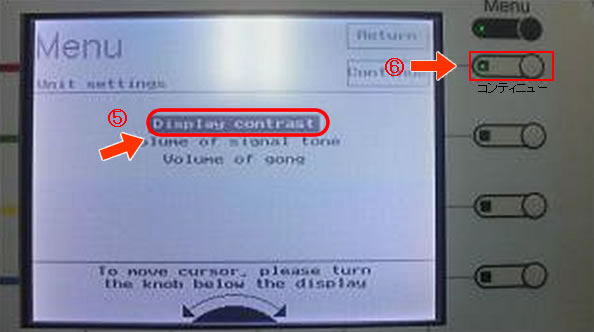 Menu
Menu
Return
Unit settings
⑥
コンティニュー
⑤
Display contrast
Volume of signal tone
Volume of gong
To move cursor, please turn
the knob below the display